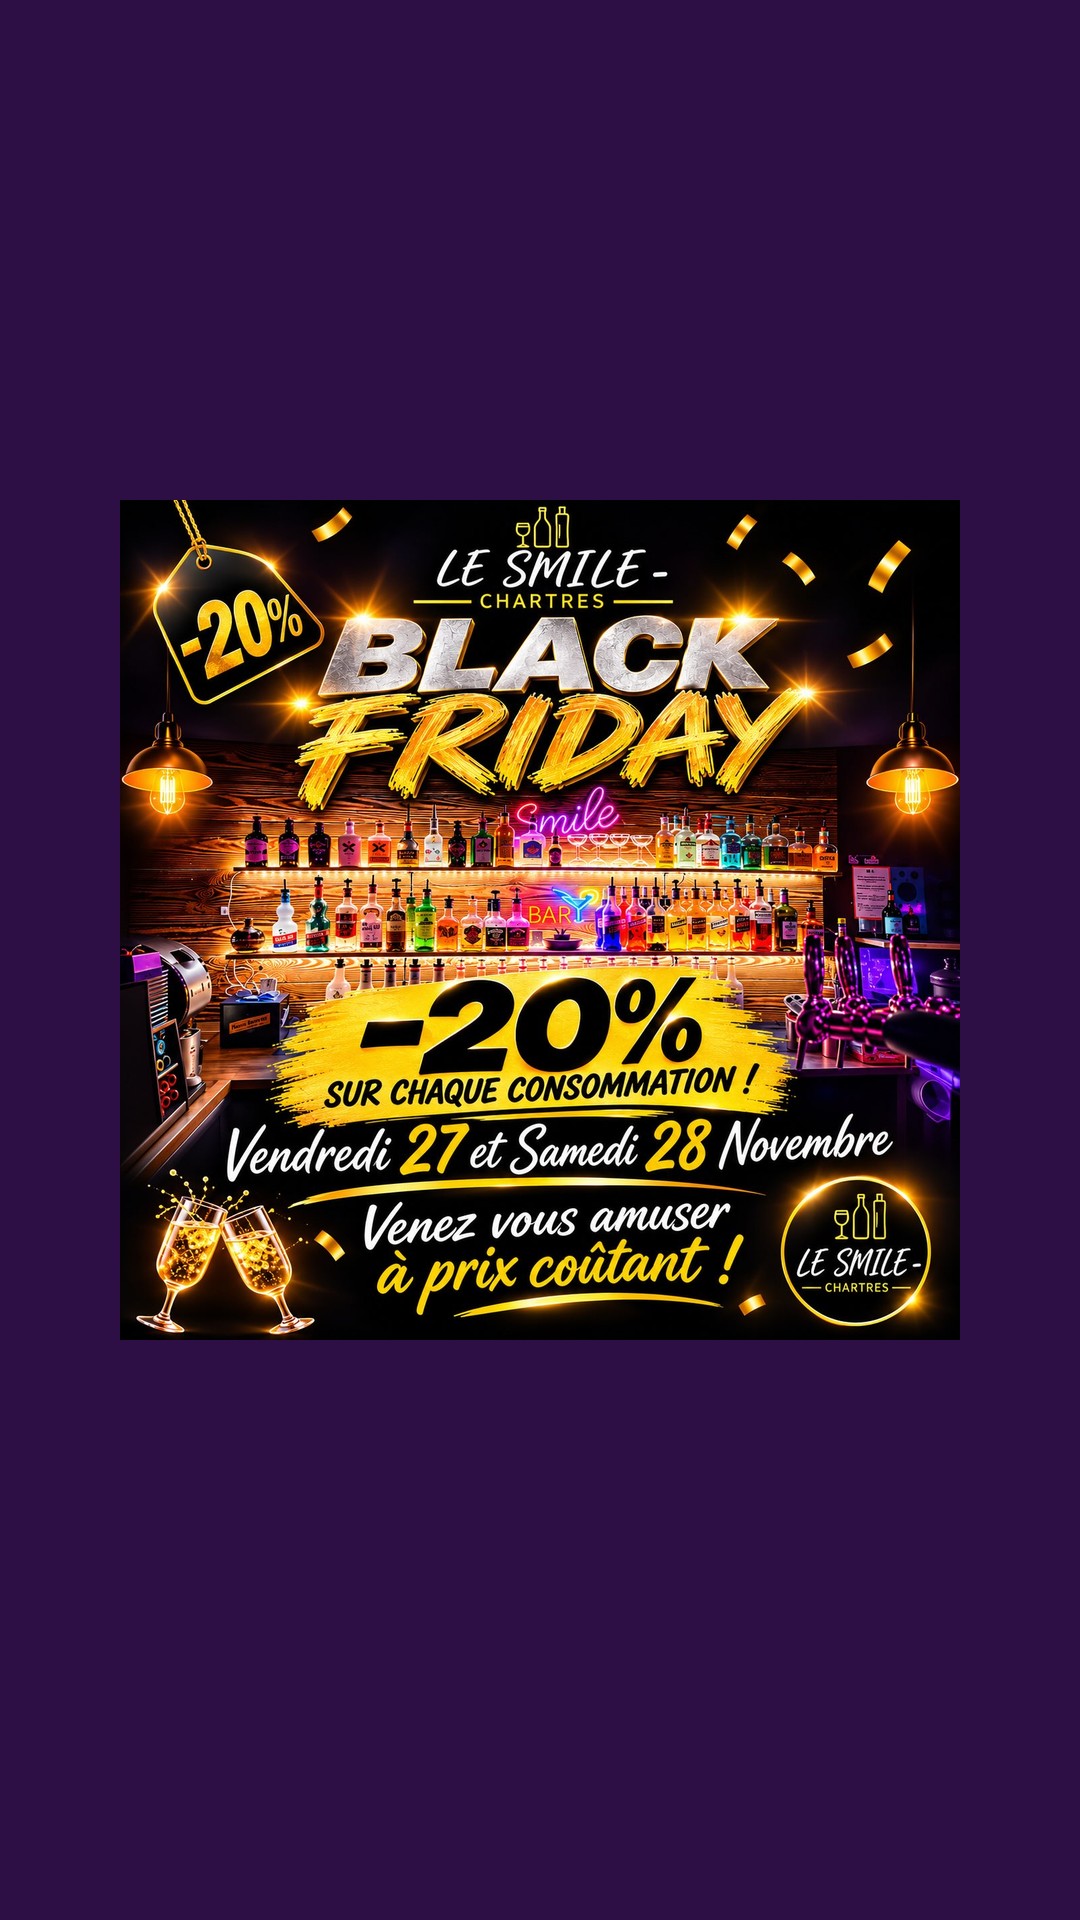 -20%
LE SMILE -
CHARTRES
BLACK
FRIDAY
Smile
BAR
-20%
SUR CHAQUE CONSOMMATION !
Vendredi 27 et Samedi 28 Novembre
Venez vous amuser
à prix coûtant !
LE SMILE -
CHARTRES